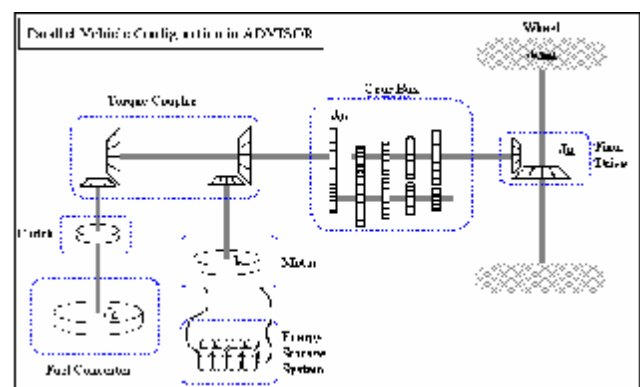 Parallel Vehicle Configuration in ADVISOR
Wheel
Gear Box
Torque Coupler
Final
Drive
Clutch
Motor
Energy
Storage
System
Fuel Converter